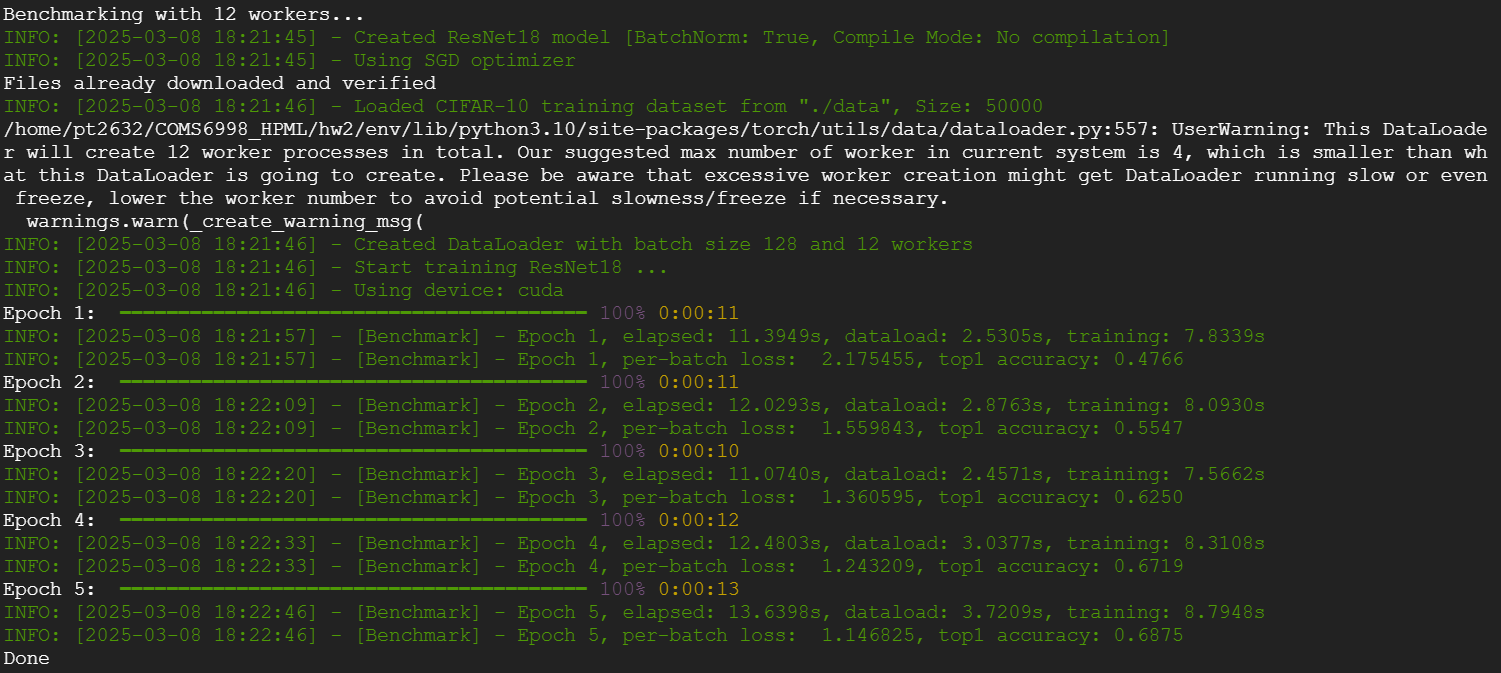 Benchmarking with 12 workers...
INFO: [2025-03-08 18:21:45] - Created ResNet18 model [BatchNorm: True, Compile Mode: No compilation]
INFO: [2025-03-08 18:21:45] - Using SGD optimizer
Files already downloaded and verified
INFO: [2025-03-08 18:21:46] - Loaded CIFAR-10 training dataset from "./data", Size: 50000
/home/pt2632/COMS6998_HPML/hw2/env/lib/python3.10/site-packages/torch/utils/data/dataloader.py:557: UserWarning: This DataLoade
r will create 12 worker processes in total. Our suggested max number of worker in current system is 4, which is smaller than wh
at this DataLoader is going to create. Please be aware that excessive worker creation might get DataLoader running slow or even
 freeze, lower the worker number to avoid potential slowness/freeze if necessary.
  warnings.warn(_create_warning_msg(
INFO: [2025-03-08 18:21:46] - Created DataLoader with batch size 128 and 12 workers
INFO: [2025-03-08 18:21:46] - Start training ResNet18 ...
INFO: [2025-03-08 18:21:46] - Using device: cuda
Epoch 1: 100% 0:00:11
INFO: [2025-03-08 18:21:57] - [Benchmark] - Epoch 1, elapsed: 11.3949s, dataload: 2.5305s, training: 7.8339s
INFO: [2025-03-08 18:21:57] - [Benchmark] - Epoch 1, per-batch loss:  2.175455, top1 accuracy: 0.4766
Epoch 2: 100% 0:00:11
INFO: [2025-03-08 18:22:09] - [Benchmark] - Epoch 2, elapsed: 12.0293s, dataload: 2.8763s, training: 8.0930s
INFO: [2025-03-08 18:22:09] - [Benchmark] - Epoch 2, per-batch loss:  1.559843, top1 accuracy: 0.5547
Epoch 3: 100% 0:00:10
INFO: [2025-03-08 18:22:20] - [Benchmark] - Epoch 3, elapsed: 11.0740s, dataload: 2.4571s, training: 7.5662s
INFO: [2025-03-08 18:22:20] - [Benchmark] - Epoch 3, per-batch loss:  1.360595, top1 accuracy: 0.6250
Epoch 4: 100% 0:00:12
INFO: [2025-03-08 18:22:33] - [Benchmark] - Epoch 4, elapsed: 12.4803s, dataload: 3.0377s, training: 8.3108s
INFO: [2025-03-08 18:22:33] - [Benchmark] - Epoch 4, per-batch loss:  1.243209, top1 accuracy: 0.6719
Epoch 5: 100% 0:00:13
INFO: [2025-03-08 18:22:46] - [Benchmark] - Epoch 5, elapsed: 13.6398s, dataload: 3.7209s, training: 8.7948s
INFO: [2025-03-08 18:22:46] - [Benchmark] - Epoch 5, per-batch loss:  1.146825, top1 accuracy: 0.6875
Done